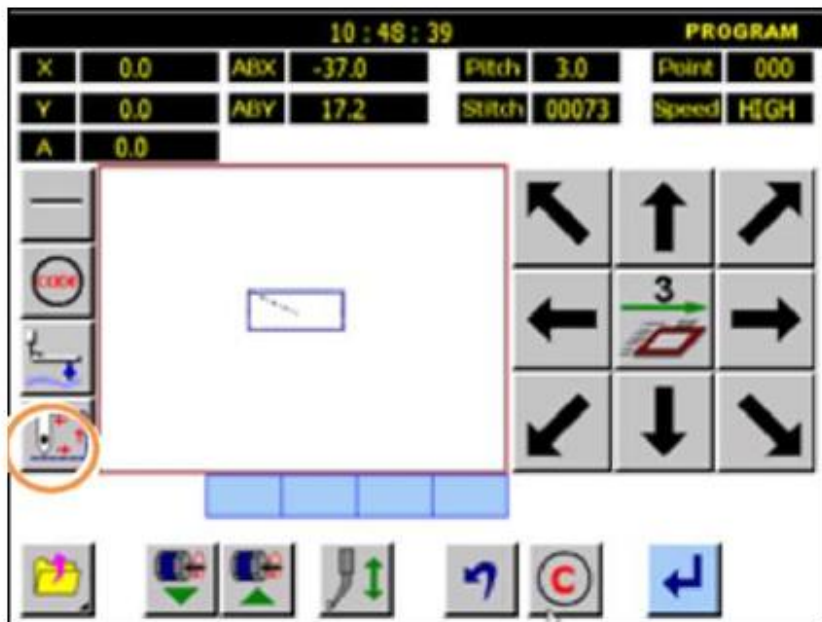 10 : 48 : 39 PROGRAM
X 0.0 ABX -37.0 Pitch 3.0 Point 000
Y 0.0 ABY 17.2 Stitch 00073 Speed HIGH
A 0.0
CODE
3
C